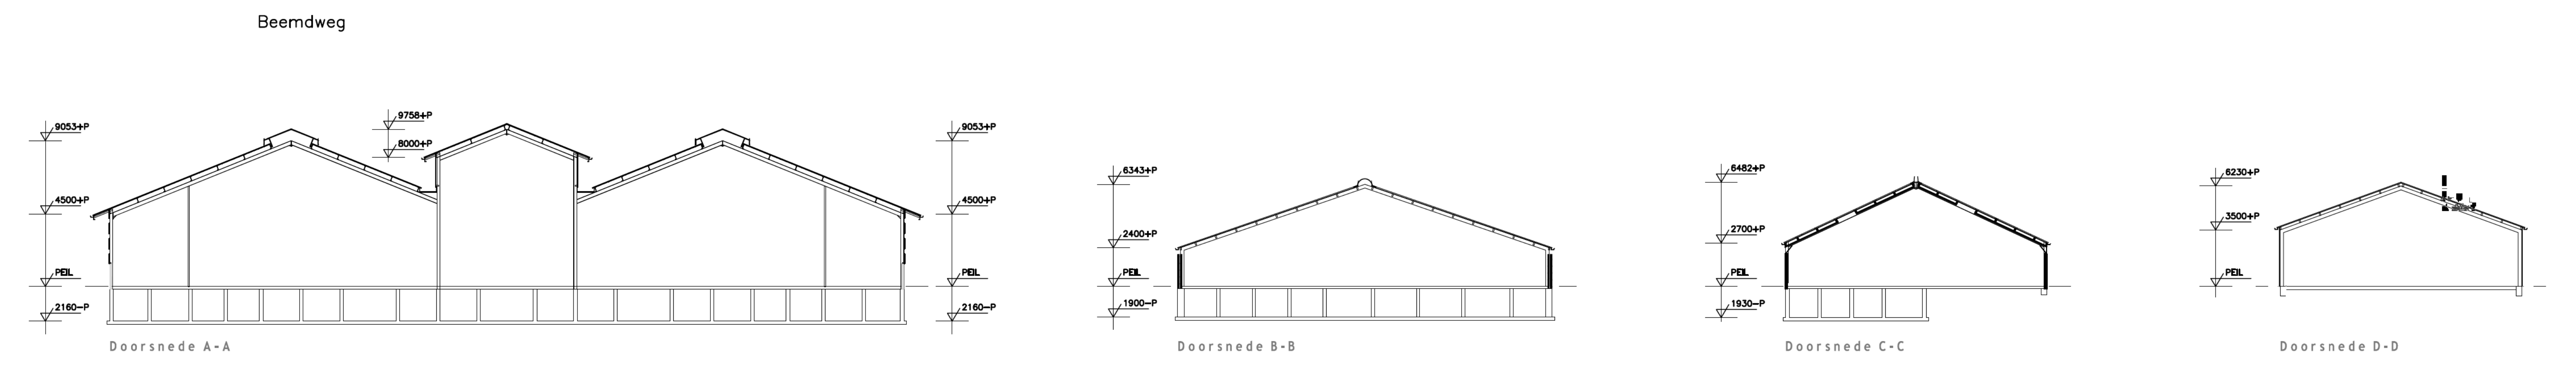 Beemdweg
9053+P
4500+P
PEIL
2160-P
9758+P
8000+P
9053+P
4500+P
PEIL
2160-P
Doorsnede A-A
6343+P
2400+P
PEIL
1900-P
Doorsnede B-B
6482+P
2700+P
PEIL
1930-P
Doorsnede C-C
6230+P
3500+P
PEIL
Doorsnede D-D